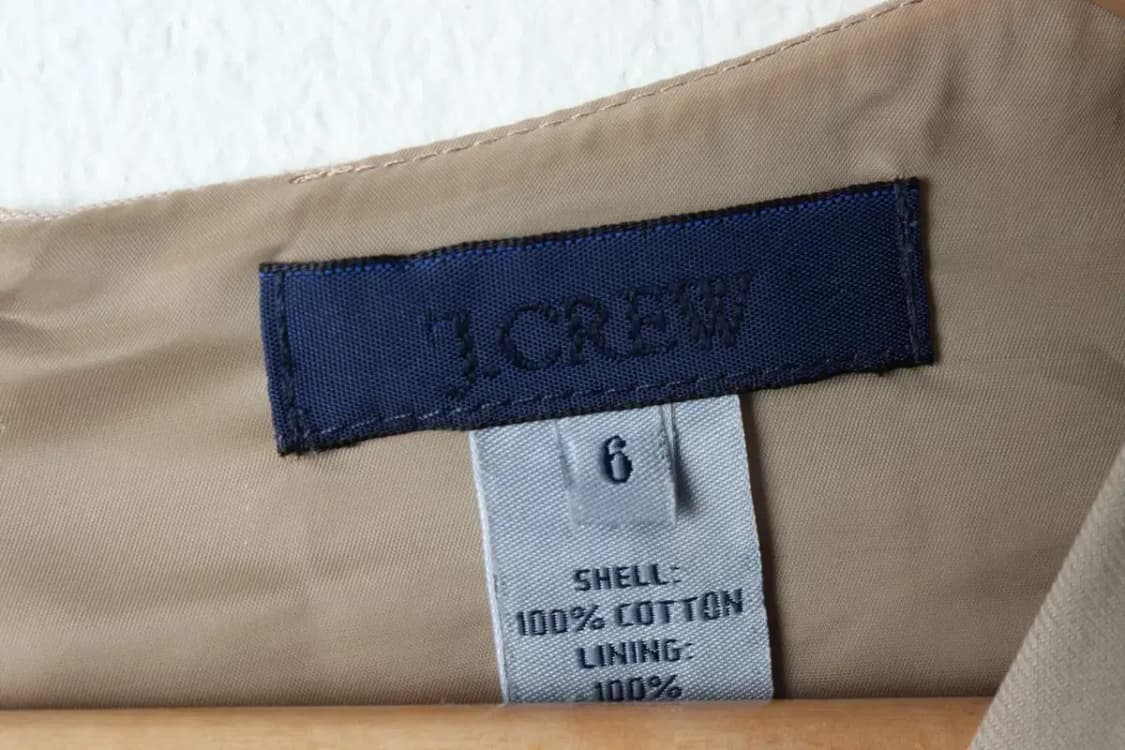 J.CREW
6
SHELL:
100% COTTON
LINING:
100%